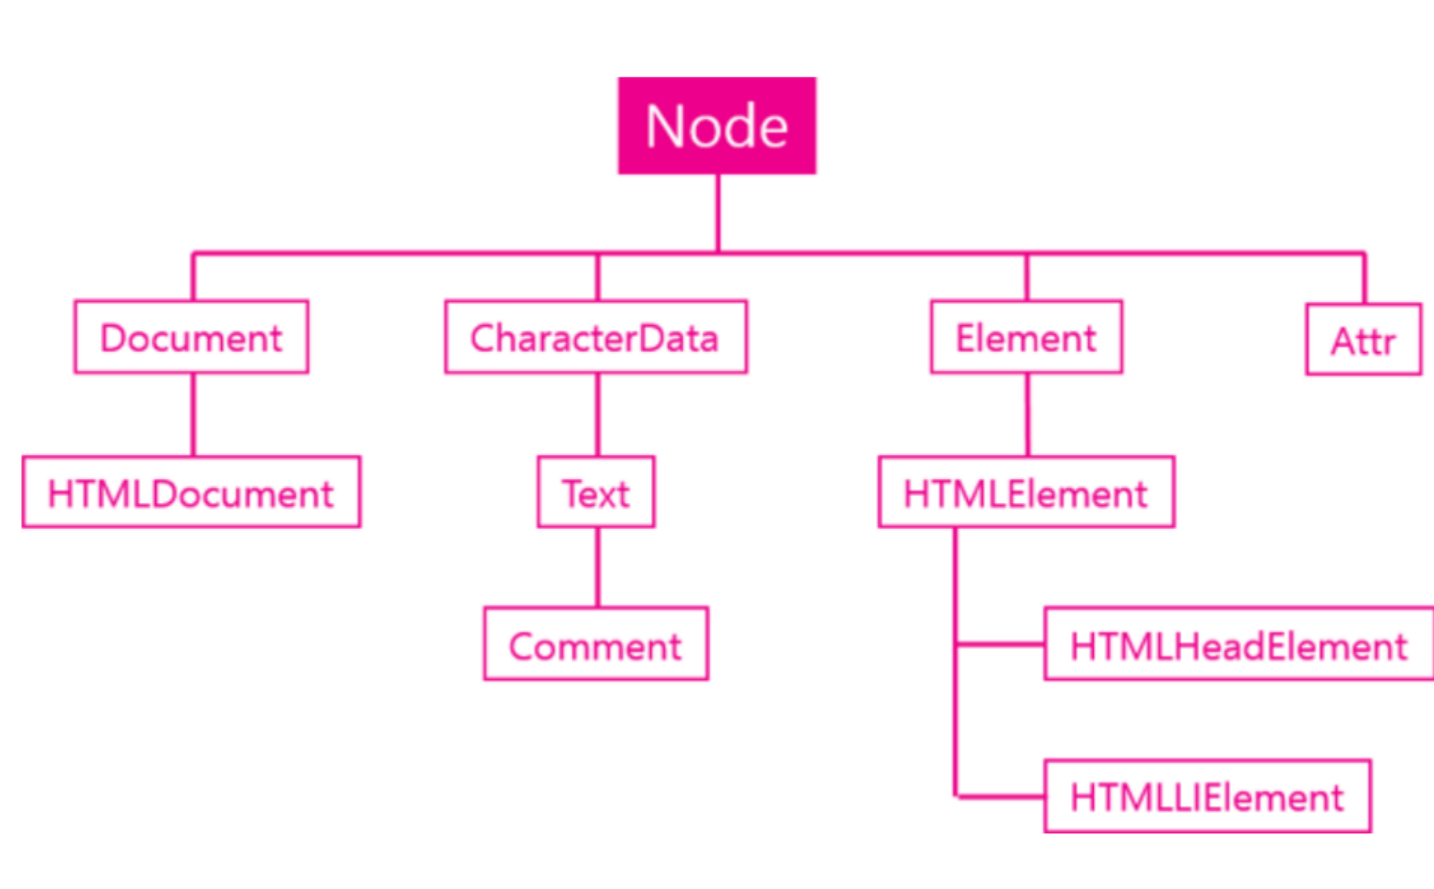 Node
Document
CharacterData
Element
Attr
HTMLDocument
Text
HTMLElement
Comment
HTMLHeadElement
HTMLLIElement